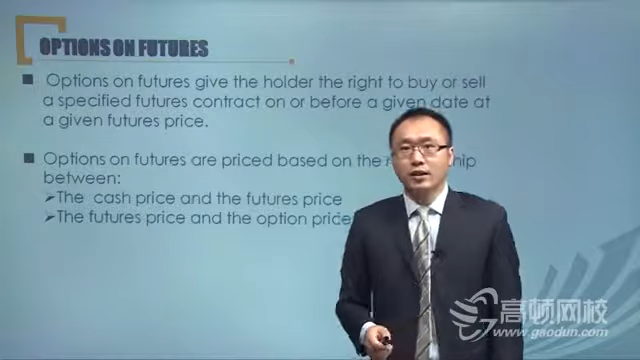 OPTIONS ON FUTURES
Options on futures give the holder the right to buy or sell
a specified futures contract on or before a given date at
a given futures price.
Options on futures are priced based on the
between:
The cash price and the futures price
The futures price and the option price
高顿网校
www.gaodun.com